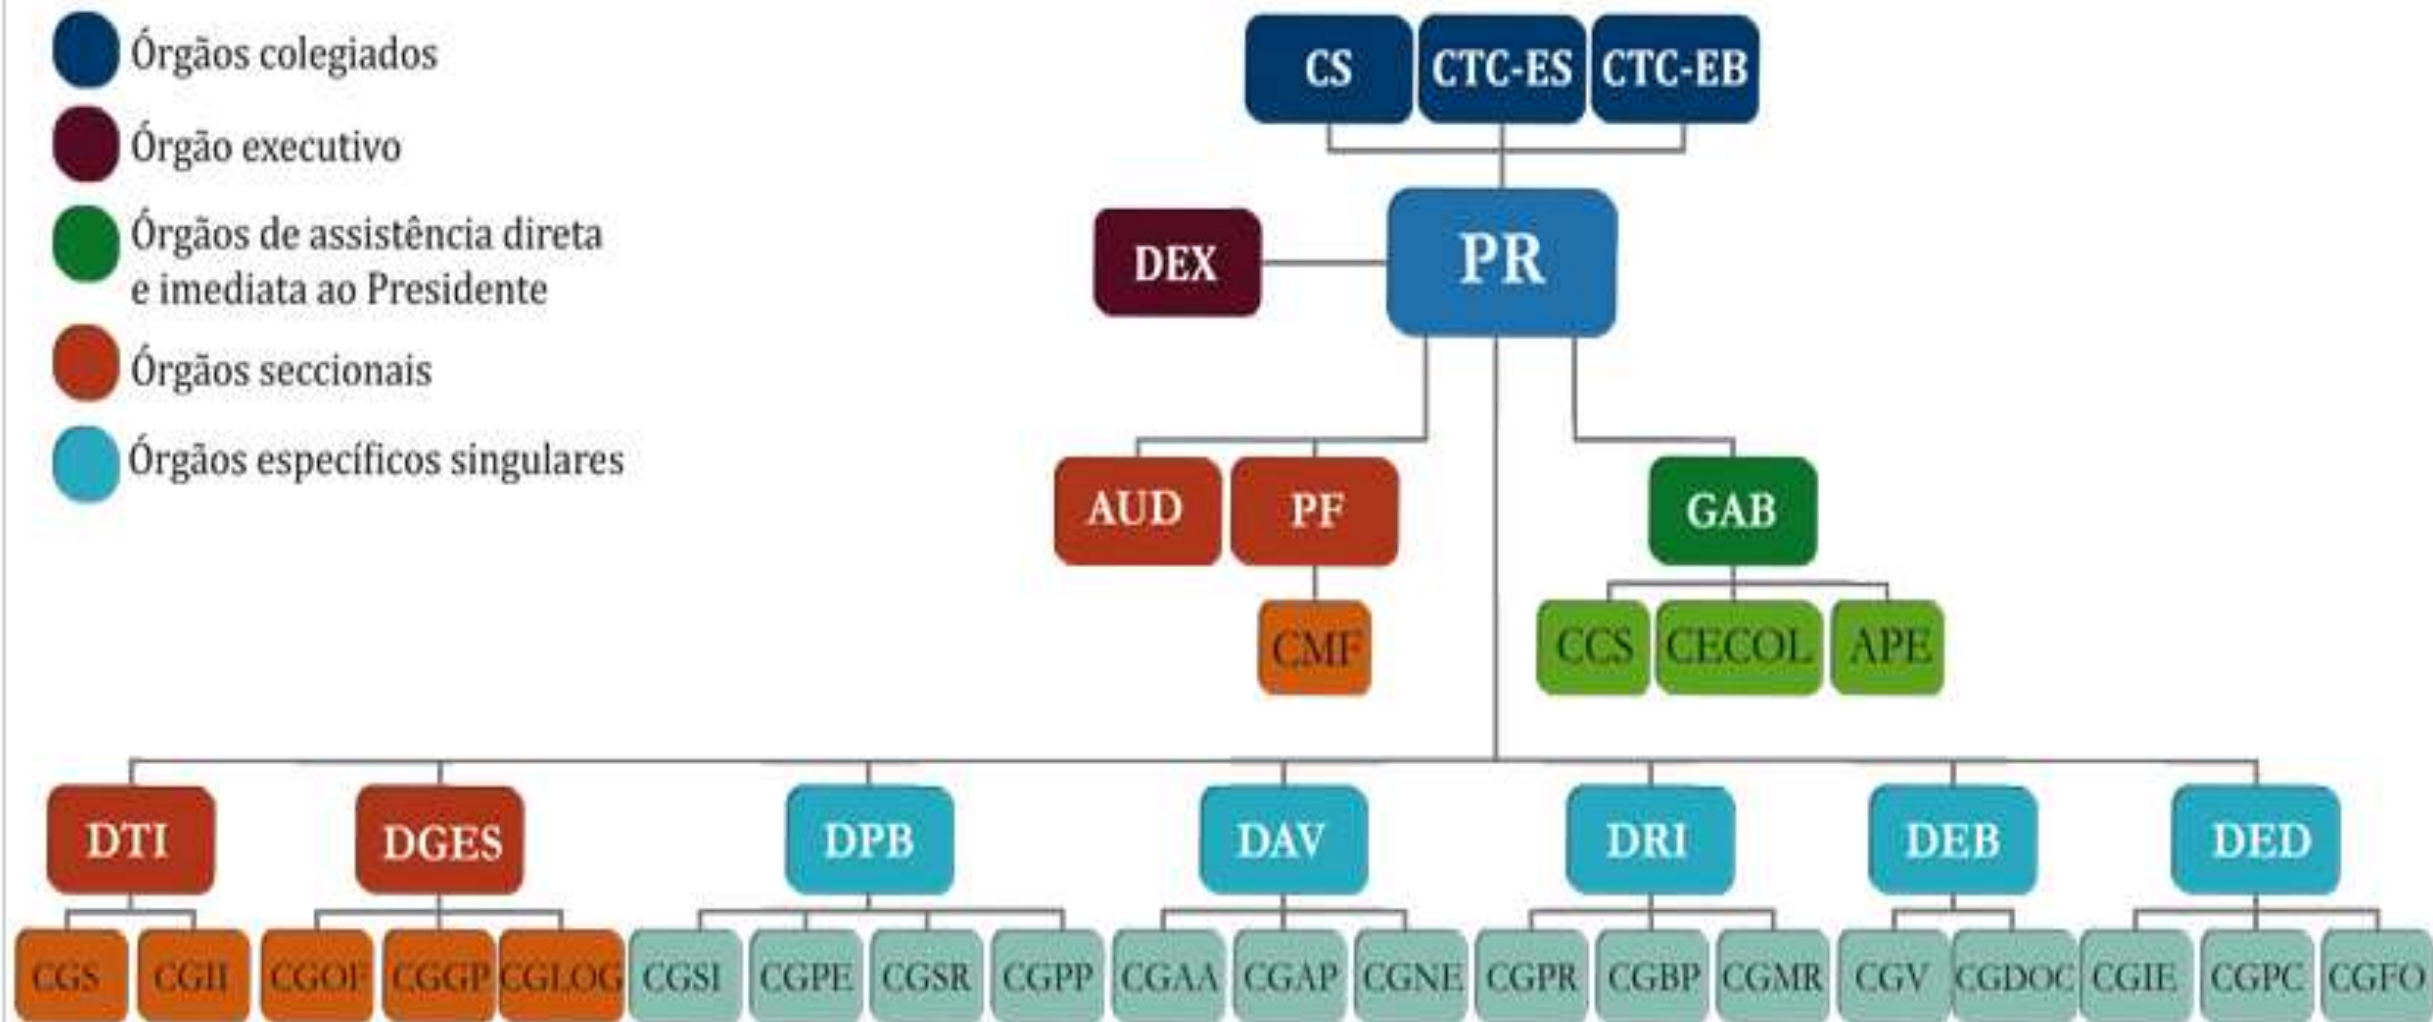 Órgãos colegiados
Órgão executivo
Órgãos de assistência direta
e imediata ao Presidente
Órgãos seccionais
Órgãos específicos singulares
CS
CTC-ES
CTC-EB
DEX
PR
AUD
PF
GAB
CMF
CCS
CECOL
APE
DTI
DGES
DPB
DAV
DRI
DEB
DED
CGS
CGII
CGOF
CGGP
CGLOG
CGSI
CGPE
CGSR
CGPP
CGAA
CGAP
CGNE
CGPR
CGBP
CGMR
CGV
CGDOC
CGIE
CGPC
CGFO